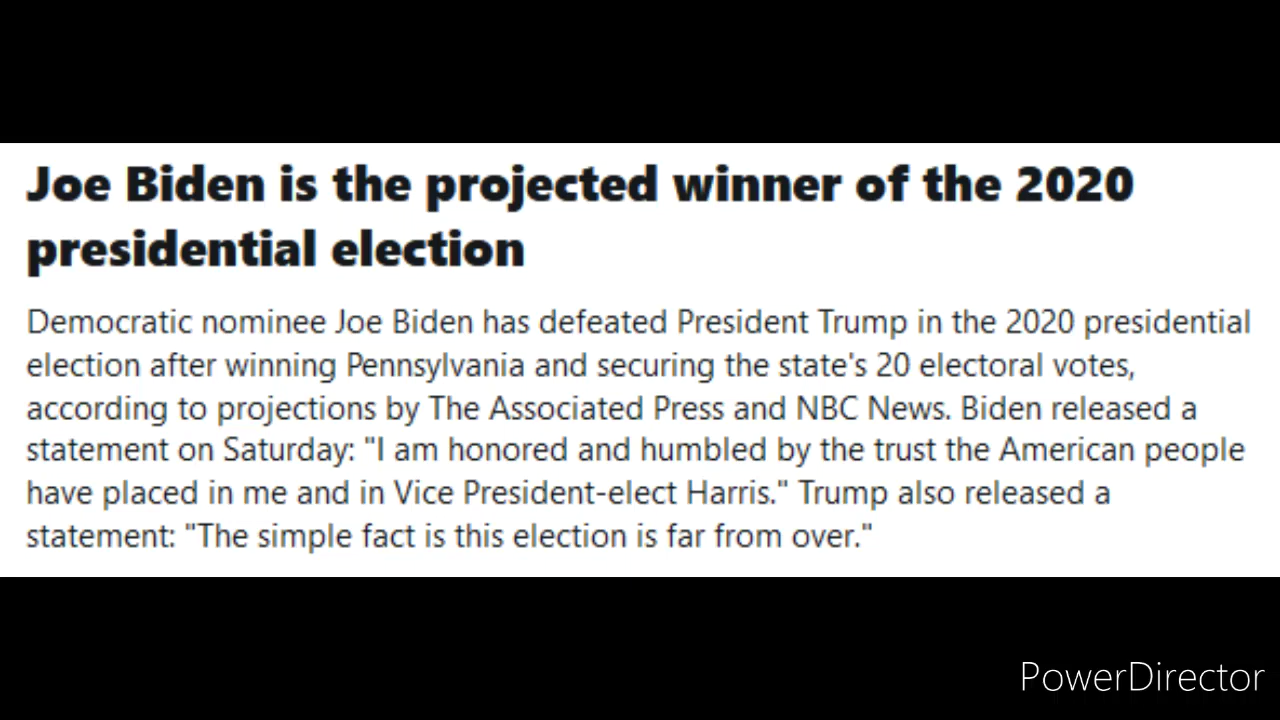 Joe Biden is the projected winner of the 2020
presidential election
Democratic nominee Joe Biden has defeated President Trump in the 2020 presidential
election after winning Pennsylvania and securing the state's 20 electoral votes,
according to projections by The Associated Press and NBC News. Biden released a
statement on Saturday: "I am honored and humbled by the trust the American people
have placed in me and in Vice President-elect Harris." Trump also released a
statement: "The simple fact is this election is far from over."
PowerDirector